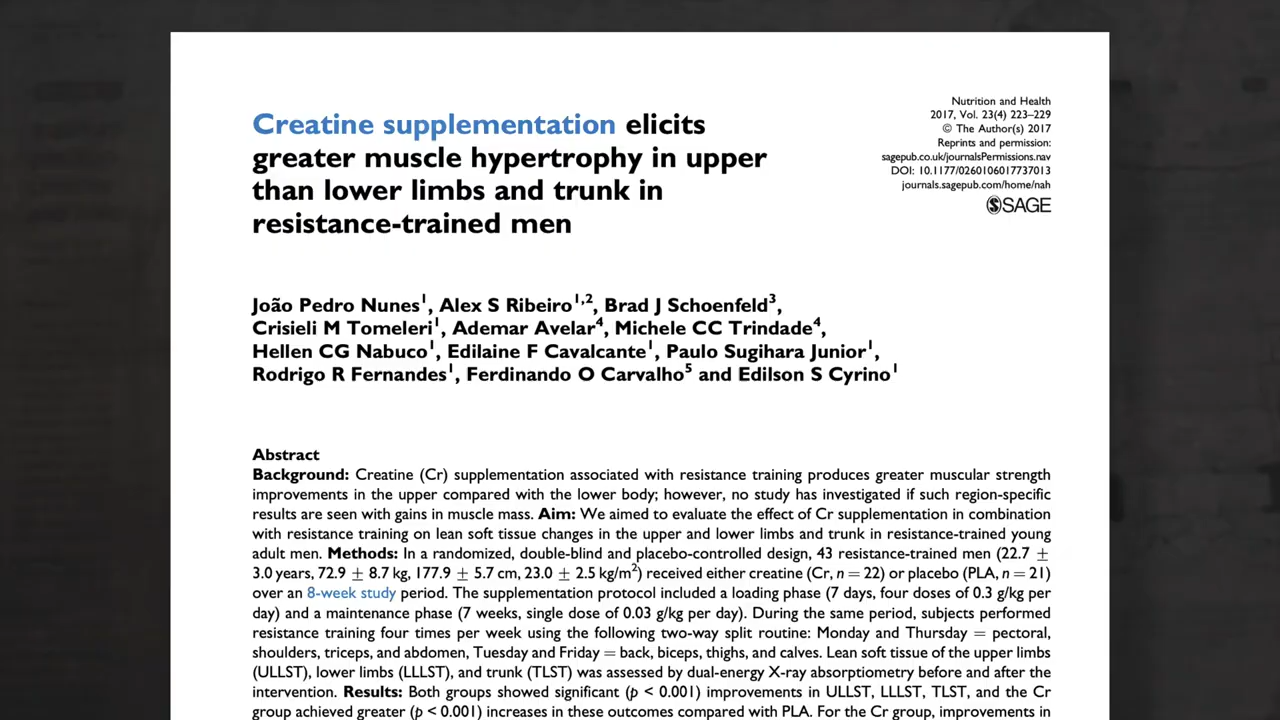 Creatine supplementation elicits
greater muscle hypertrophy in upper
than lower limbs and trunk in
resistance-trained men
Nutrition and Health
2017, Vol. 23(4) 223–229
© The Author(s) 2017
Reprints and permission:
sagepub.co.uk/journalsPermissions.nav
DOI: 10.1177/0260106017737013
journals.sagepub.com/home/nah
SAGE
João Pedro Nunes1, Alex S Ribeiro1,2, Brad J Schoenfeld3,
Crisieli M Tomeleri1, Ademar Avelar4, Michele CC Trindade4,
Hellen CG Nabuco1, Edilaine F Cavalcante1, Paulo Sugihara Junior1,
Rodrigo R Fernandes1, Ferdinando O Carvalho5 and Edilson S Cyrino1
Abstract
Background: Creatine (Cr) supplementation associated with resistance training produces greater muscular strength
improvements in the upper compared with the lower body; however, no study has investigated if such region-specific
results are seen with gains in muscle mass. Aim: We aimed to evaluate the effect of Cr supplementation in combination
with resistance training on lean soft tissue changes in the upper and lower limbs and trunk in resistance-trained young
adult men. Methods: In a randomized, double-blind and placebo-controlled design, 43 resistance-trained men (22.7 ±
3.0 years, 72.9 ± 8.7 kg, 177.9 ± 5.7 cm, 23.0 ± 2.5 kg/m2) received either creatine (Cr, n = 22) or placebo (PLA, n = 21)
over an 8-week study period. The supplementation protocol included a loading phase (7 days, four doses of 0.3 g/kg per
day) and a maintenance phase (7 weeks, single dose of 0.03 g/kg per day). During the same period, subjects performed
resistance training four times per week using the following two-way split routine: Monday and Thursday = pectoral,
shoulders, triceps, and abdomen, Tuesday and Friday = back, biceps, thighs, and calves. Lean soft tissue of the upper limbs
(ULLST), lower limbs (LLLST), and trunk (TLST) was assessed by dual-energy X-ray absorptiometry before and after the
intervention. Results: Both groups showed significant (p < 0.001) improvements in ULLST, LLLST, TLST, and the Cr
group achieved greater (p < 0.001) increases in these outcomes compared with PLA. For the Cr group, improvements in